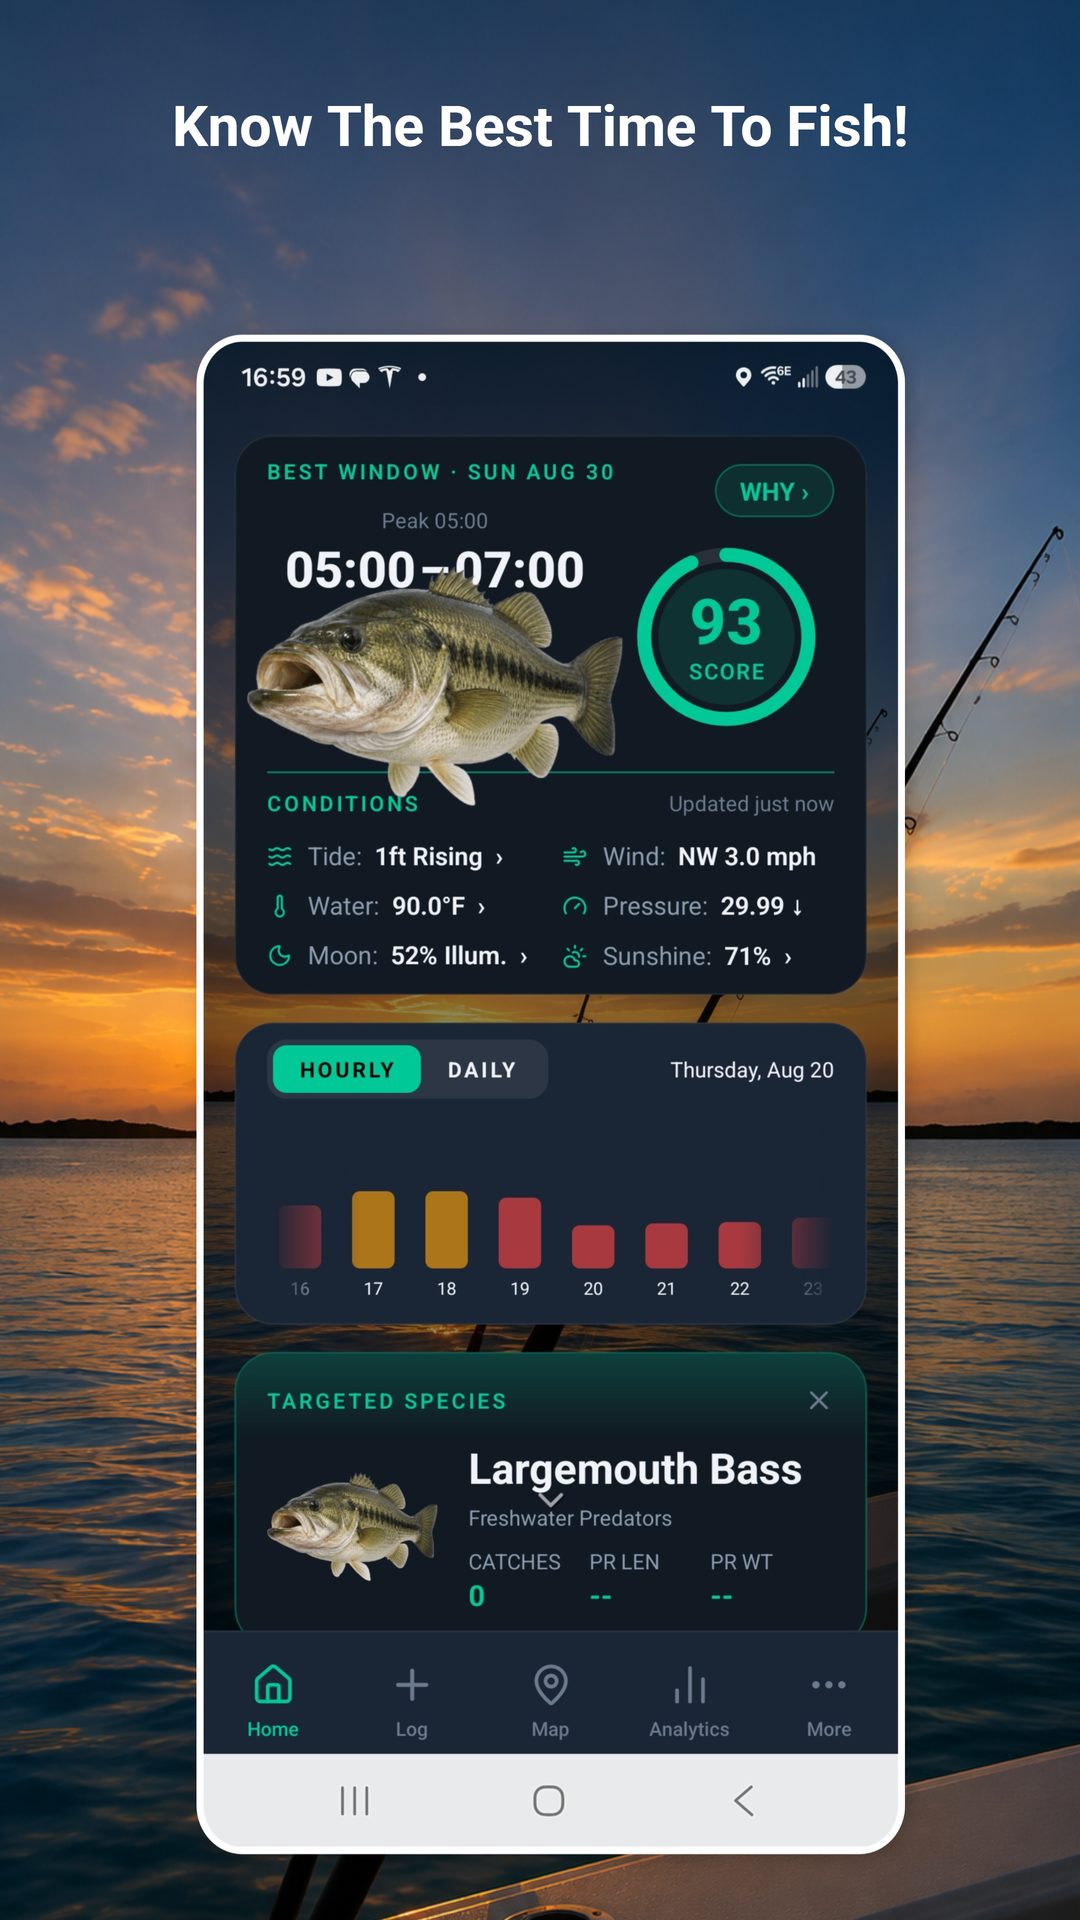 Know The Best Time To Fish!
16:59
6E
43
BEST WINDOW · SUN AUG 30
WHY ›
Peak 05:00
05:00–07:00
93
SCORE
CONDITIONS
Updated just now
Tide: 1ft Rising ›
Wind: NW 3.0 mph
Water: 90.0°F ›
Pressure: 29.99 ↓
Moon: 52% Illum. ›
Sunshine: 71% ›
HOURLY DAILY
Thursday, Aug 20
16 17 18 19 20 21 22 23
TARGETED SPECIES
Largemouth Bass
Freshwater Predators
CATCHES PR LEN PR WT
0 -- --
Home Log Map Analytics More